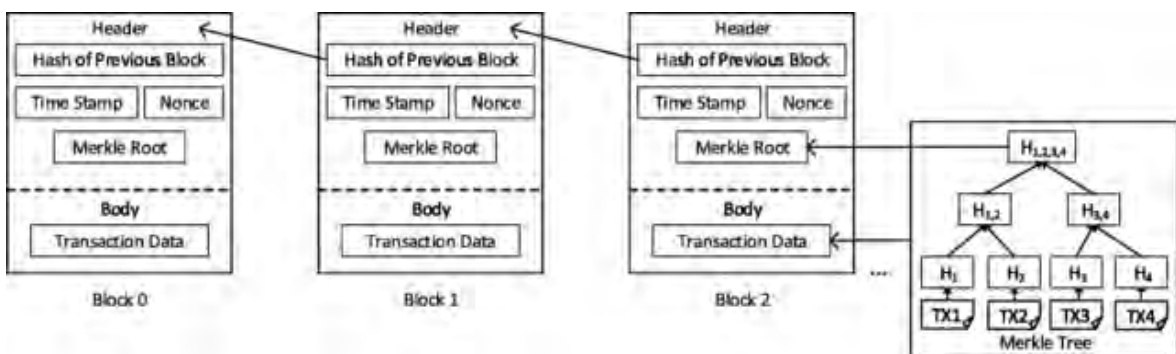 Header
Hash of Previous Block
Time Stamp
Nonce
Merkle Root
Body
Transaction Data
Block 0
Header
Hash of Previous Block
Time Stamp
Nonce
Merkle Root
Body
Transaction Data
Block 1
Header
Hash of Previous Block
Time Stamp
Nonce
Merkle Root
Body
Transaction Data
Block 2
....
H1,2,3,4
H1,2
H3,4
H1
H2
H3
H4
TX1
TX2
TX3
TX4
Merkle Tree